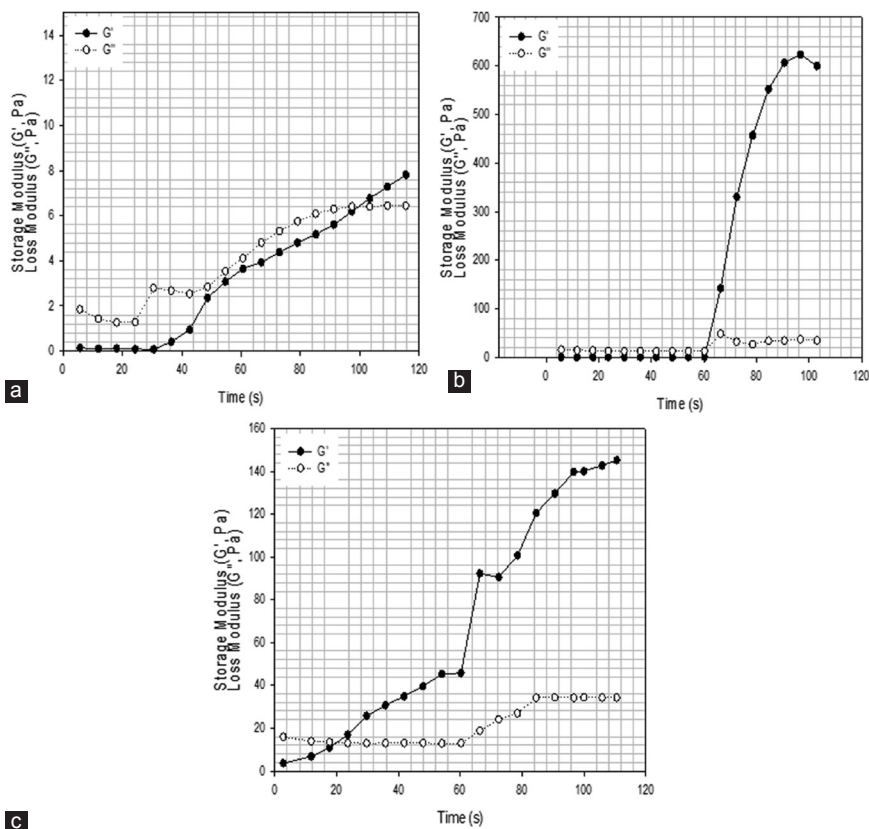 15
14
12
10
8
6
4
2
0
G'
G"
Storage Modulus (G', Pa)
Loss Modulus (G", Pa)
0 20 40 60 80 100 120 140
Time (s)
a
700
600
500
400
300
200
100
0
G'
G"
Storage Modulus (G', Pa)
Loss Modulus (G", Pa)
0 20 40 60 80 100 120
Time (s)
b
160
140
120
100
80
60
40
20
0
G'
G"
Storage Modulus (G', Pa)
Loss Modulus (G", Pa)
0 20 40 60 80 100 120
Time (s)
c